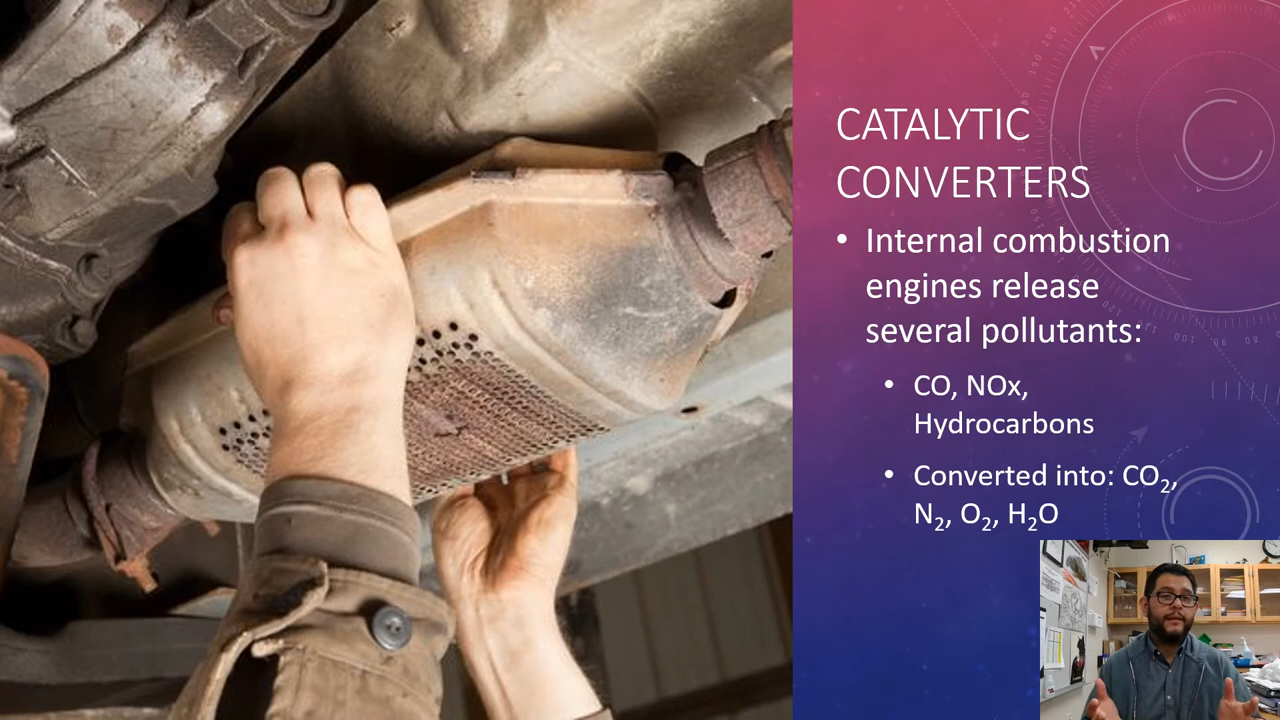 CATALYTIC
CONVERTERS
• Internal combustion
engines release
several pollutants:
• CO, NOx,
Hydrocarbons
• Converted into: CO₂,
N₂, O₂, H₂O